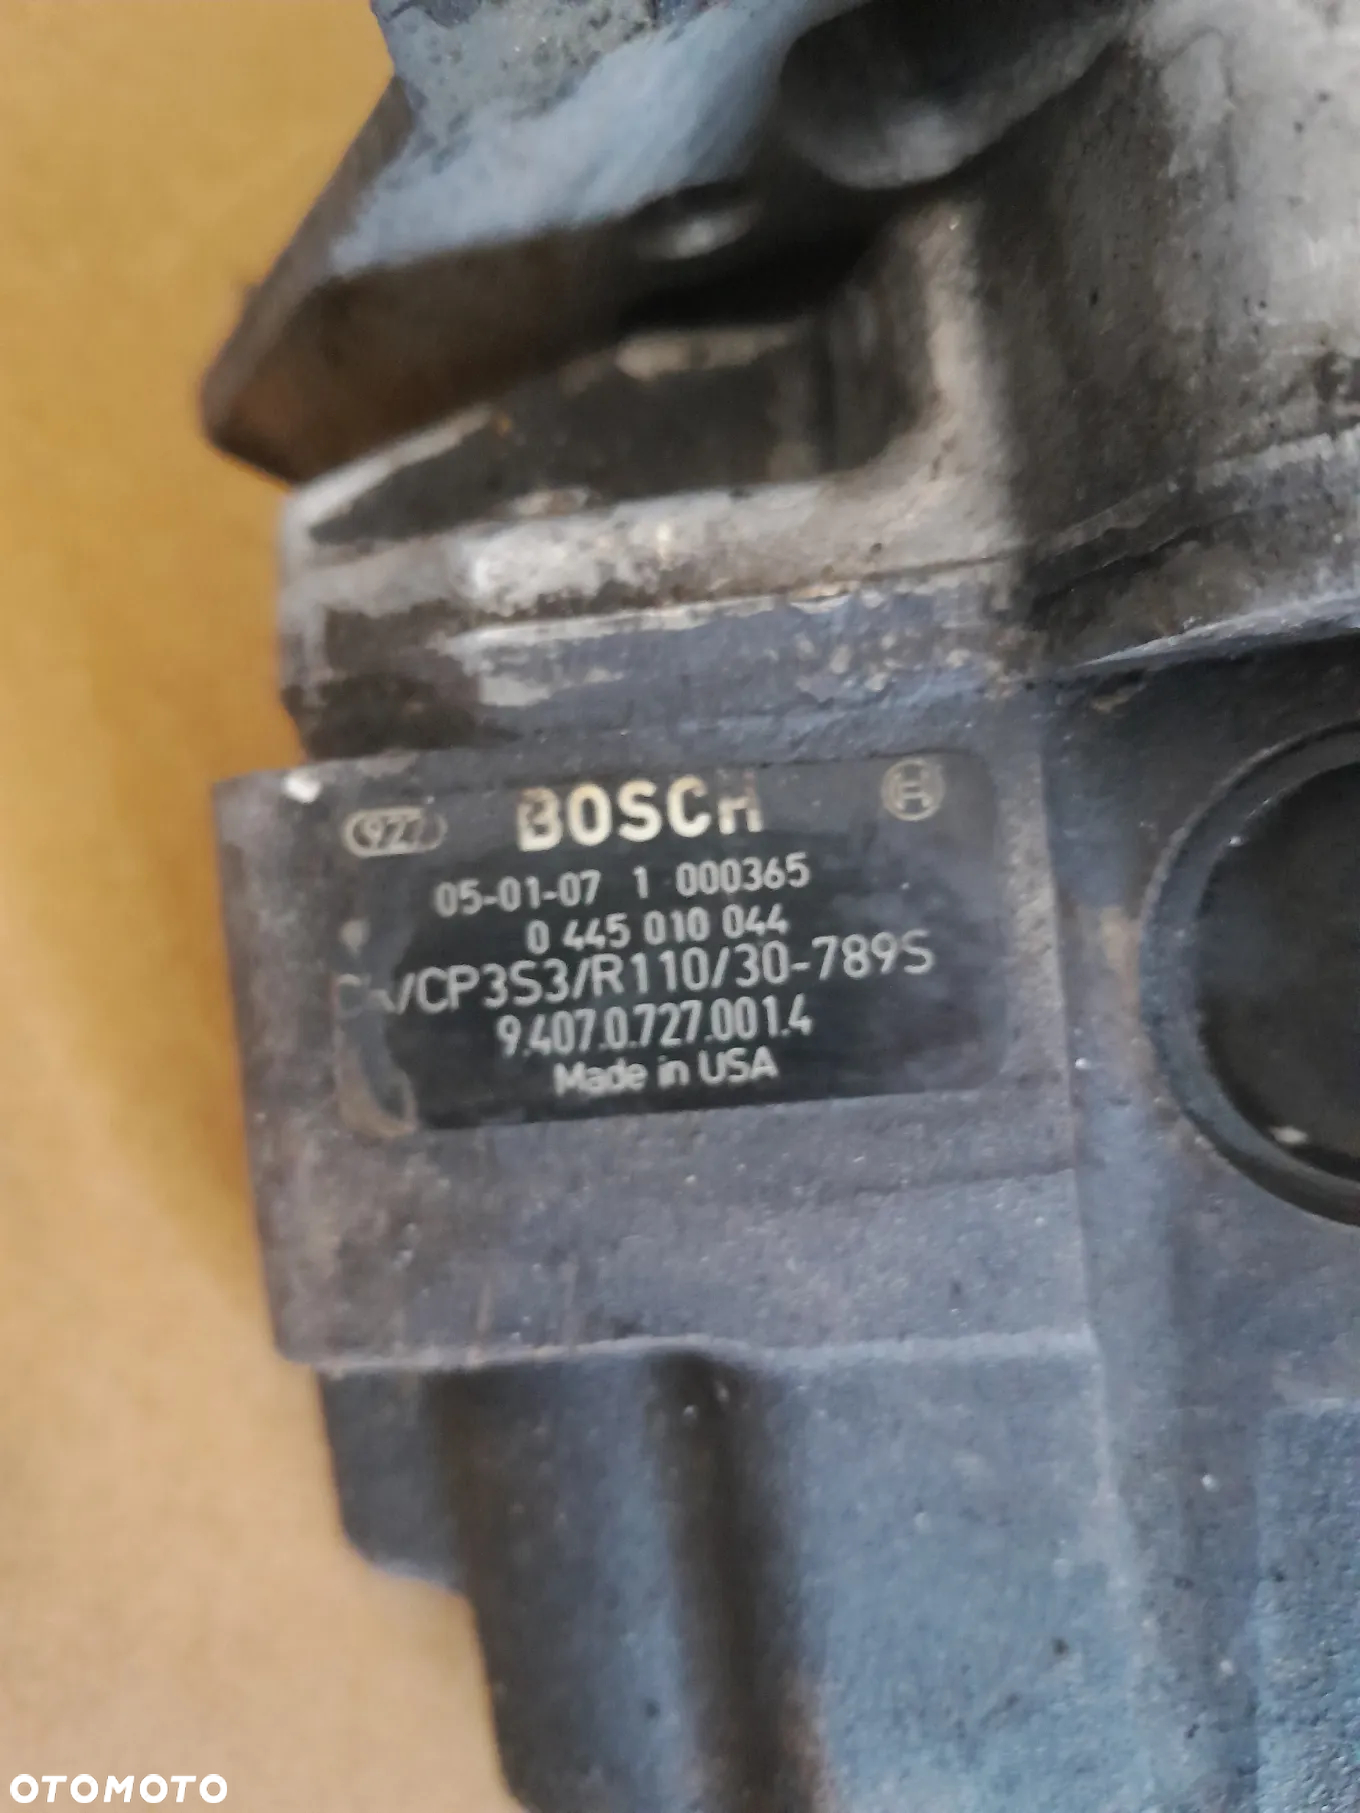 977 BOSCH
05-01-07 1 000365
0 445 010 044
/CP3S3/R110/30-789S
9.407.0.727.001.4
Made in USA
OTOMOTO